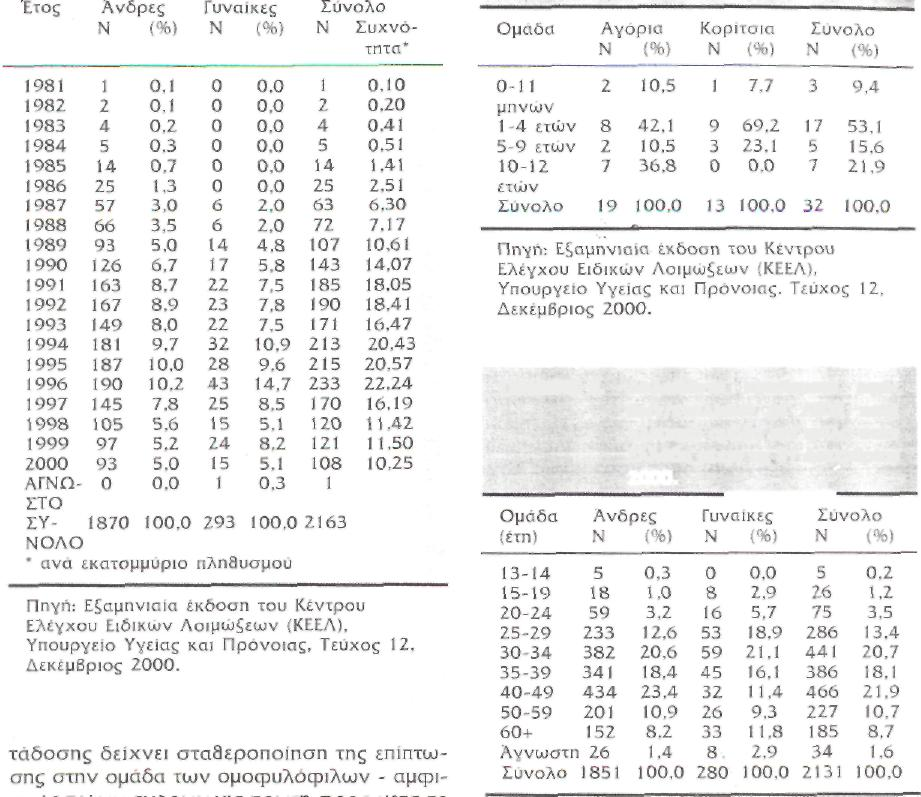 Έτος Άνδρες Γυναίκες Σύνολο
N (%) N (%) N Συχνό-
τητα*
1981 1 0,1 0 0,0 1 0,10
1982 2 0,1 0 0,0 2 0,20
1983 4 0,2 0 0,0 4 0,41
1984 5 0,3 0 0,0 5 0,51
1985 14 0,7 0 0,0 14 1,41
1986 25 1,3 0 0,0 25 2,51
1987 57 3,0 6 2,0 63 6,30
1988 66 3,5 6 2,0 72 7,17
1989 93 5,0 14 4,8 107 10,61
1990 126 6,7 17 5,8 143 14,07
1991 163 8,7 22 7,5 185 18,05
1992 167 8,9 23 7,8 190 18,41
1993 149 8,0 22 7,5 171 16,47
1994 181 9,7 32 10,9 213 20,43
1995 187 10,0 28 9,6 215 20,57
1996 190 10,2 43 14,7 233 22,24
1997 145 7,8 25 8,5 170 16,19
1998 105 5,6 15 5,1 120 11,42
1999 97 5,2 24 8,2 121 11,50
2000 93 5,0 15 5,1 108 10,25
ΑΓΝΩ- 0 0,0 1 0,3 1
ΣΤΟ
ΣΥ- 1870 100,0 293 100,0 2163
ΝΟΛΟ
* ανά εκατομμύριο πληθυσμού
Πηγή: Εξαμηνιαία έκδοση του Κέντρου
Ελέγχου Ειδικών Λοιμώξεων (ΚΕΕΛ),
Υπουργείο Υγείας και Πρόνοιας, Τεύχος 12,
Δεκέμβριος 2000.
τάδοσης δείχνει σταθεροποίηση της επίπτω-
σης στην ομάδα των ομοφυλόφιλων - αμφι-
Ομάδα Αγόρια Κορίτσια Σύνολο
N (%) N (%) N (%)
0-11 2 10,5 1 7,7 3 9,4
μηνών
1-4 ετών 8 42,1 9 69,2 17 53,1
5-9 ετών 2 10,5 3 23,1 5 15,6
10-12 7 36,8 0 0,0 7 21,9
ετών
Σύνολο 19 100,0 13 100,0 32 100,0
Πηγή: Εξαμηνιαία έκδοση του Κέντρου
Ελέγχου Ειδικών Λοιμώξεων (ΚΕΕΛ),
Υπουργείο Υγείας και Πρόνοιας. Τεύχος 12,
Δεκέμβριος 2000.
2000.
Ομάδα Άνδρες Γυναίκες Σύνολο
(έτη) N (%) N (%) N (%)
13-14 5 0,3 0 0,0 5 0,2
15-19 18 1,0 8 2,9 26 1,2
20-24 59 3,2 16 5,7 75 3,5
25-29 233 12,6 53 18,9 286 13,4
30-34 382 20,6 59 21,1 441 20,7
35-39 341 18,4 45 16,1 386 18,1
40-49 434 23,4 32 11,4 466 21,9
50-59 201 10,9 26 9,3 227 10,7
60+ 152 8,2 33 11,8 185 8,7
Άγνωστη 26 1,4 8 2,9 34 1,6
Σύνολο 1851 100,0 280 100,0 2131 100,0